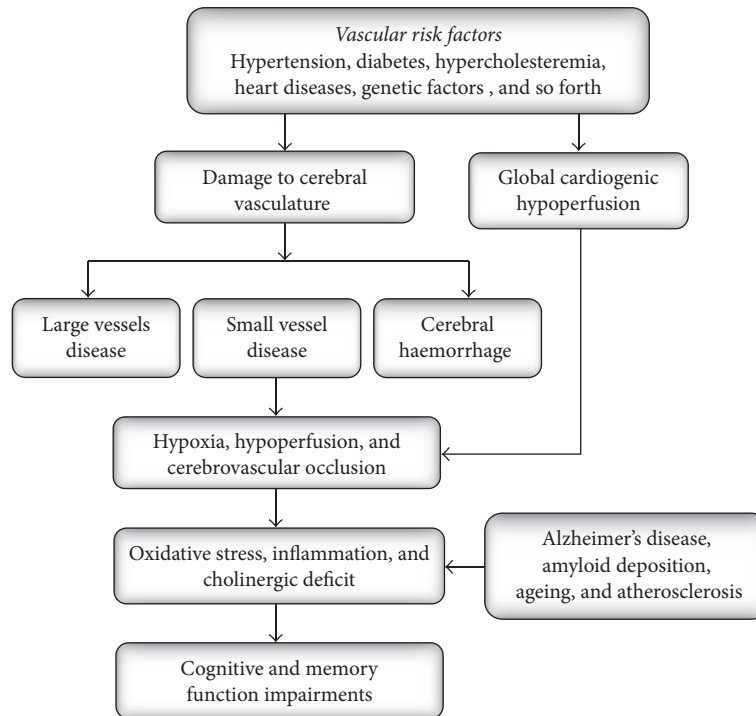 Vascular risk factors
Hypertension, diabetes, hypercholesteremia,
heart diseases, genetic factors , and so forth
Damage to cerebral
vasculature
Global cardiogenic
hypoperfusion
Large vessels
disease
Small vessel
disease
Cerebral
haemorrhage
Hypoxia, hypoperfusion, and
cerebrovascular occlusion
Oxidative stress, inflammation, and
cholinergic deficit
Alzheimer's disease,
amyloid deposition,
ageing, and atherosclerosis
Cognitive and memory
function impairments